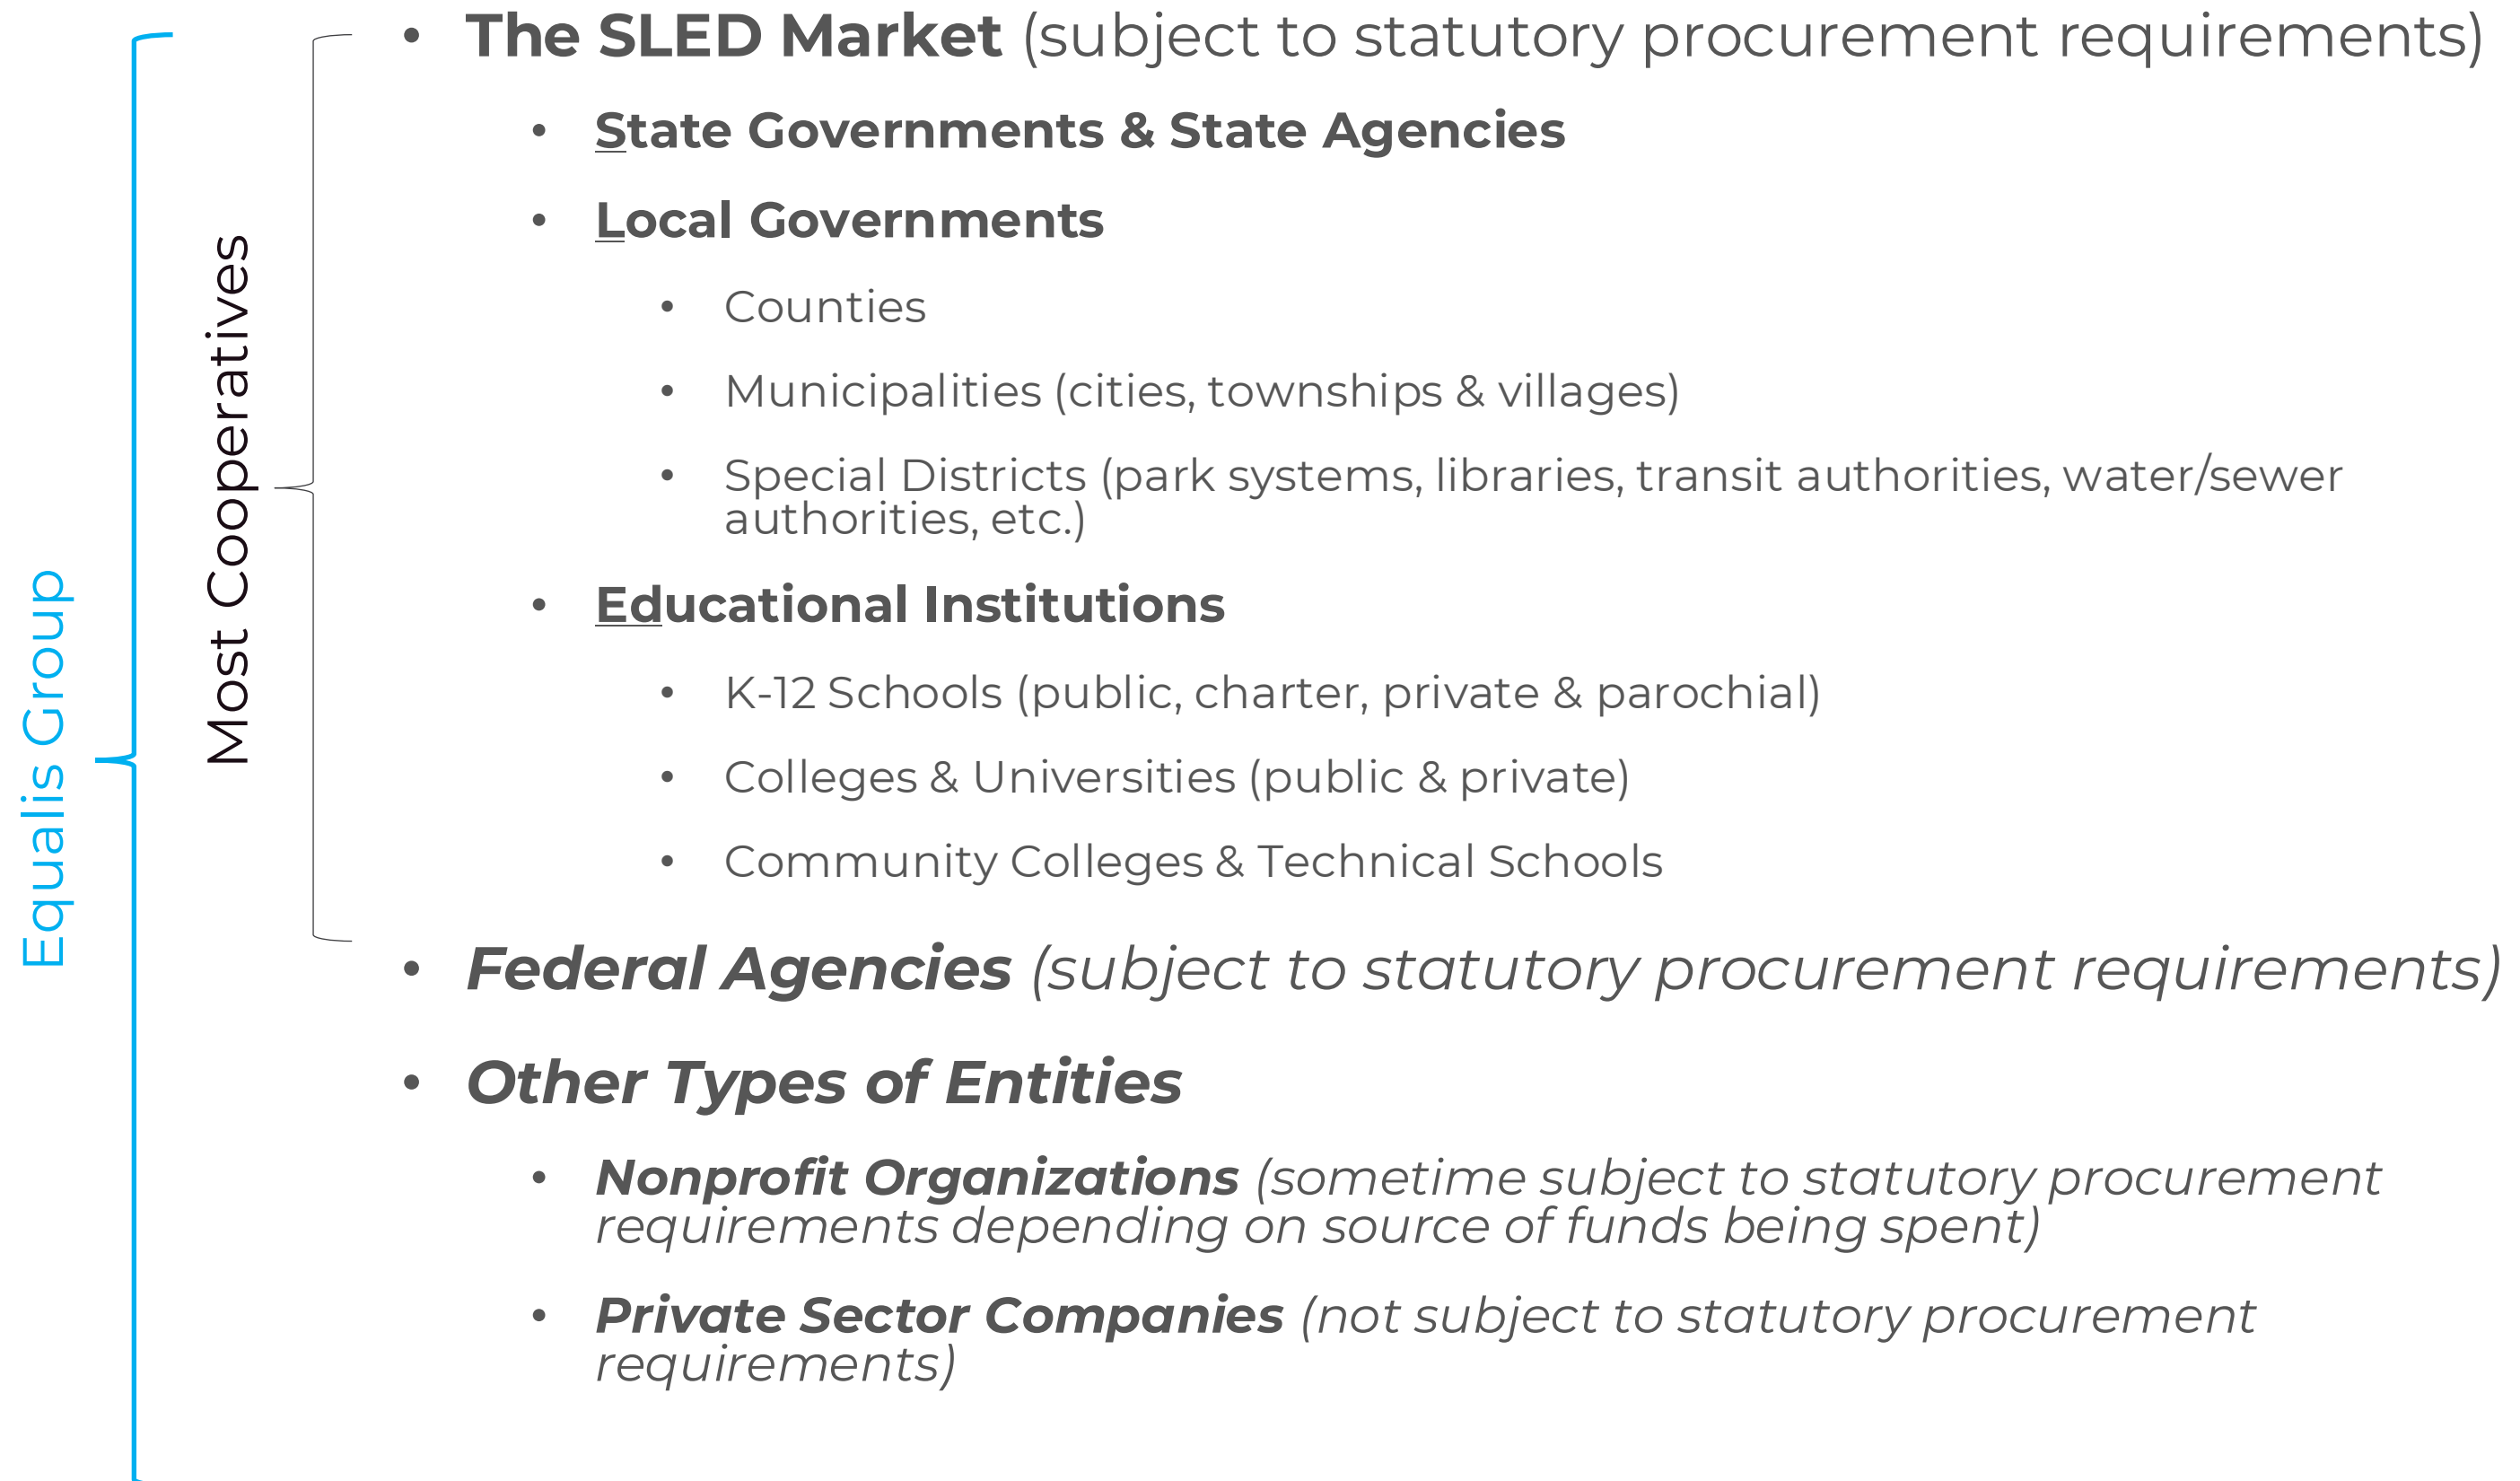 Equalis Group
Most Cooperatives
• The SLED Market (subject to statutory procurement requirements)
• State Governments & State Agencies
• Local Governments
• Counties
• Municipalities (cities, townships & villages)
• Special Districts (park systems, libraries, transit authorities, water/sewer
authorities, etc.)
• Educational Institutions
• K-12 Schools (public, charter, private & parochial)
• Colleges & Universities (public & private)
• Community Colleges & Technical Schools
• Federal Agencies (subject to statutory procurement requirements)
• Other Types of Entities
• Nonprofit Organizations (sometime subject to statutory procurement
requirements depending on source of funds being spent)
• Private Sector Companies (not subject to statutory procurement
requirements)